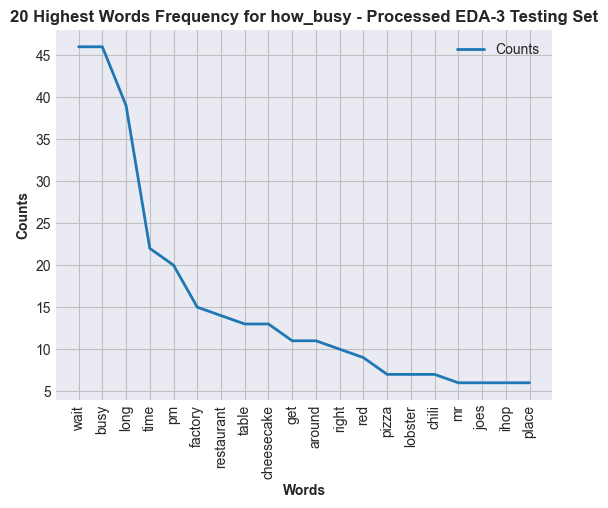 20 Highest Words Frequency for how_busy - Processed EDA-3 Testing Set
Counts
45
40
35
30
25
20
15
10
5
Counts
wait
busy
long
time
pm
factory
restaurant
table
cheesecake
get
around
right
red
pizza
lobster
chili
mr
joes
ihop
place
Words